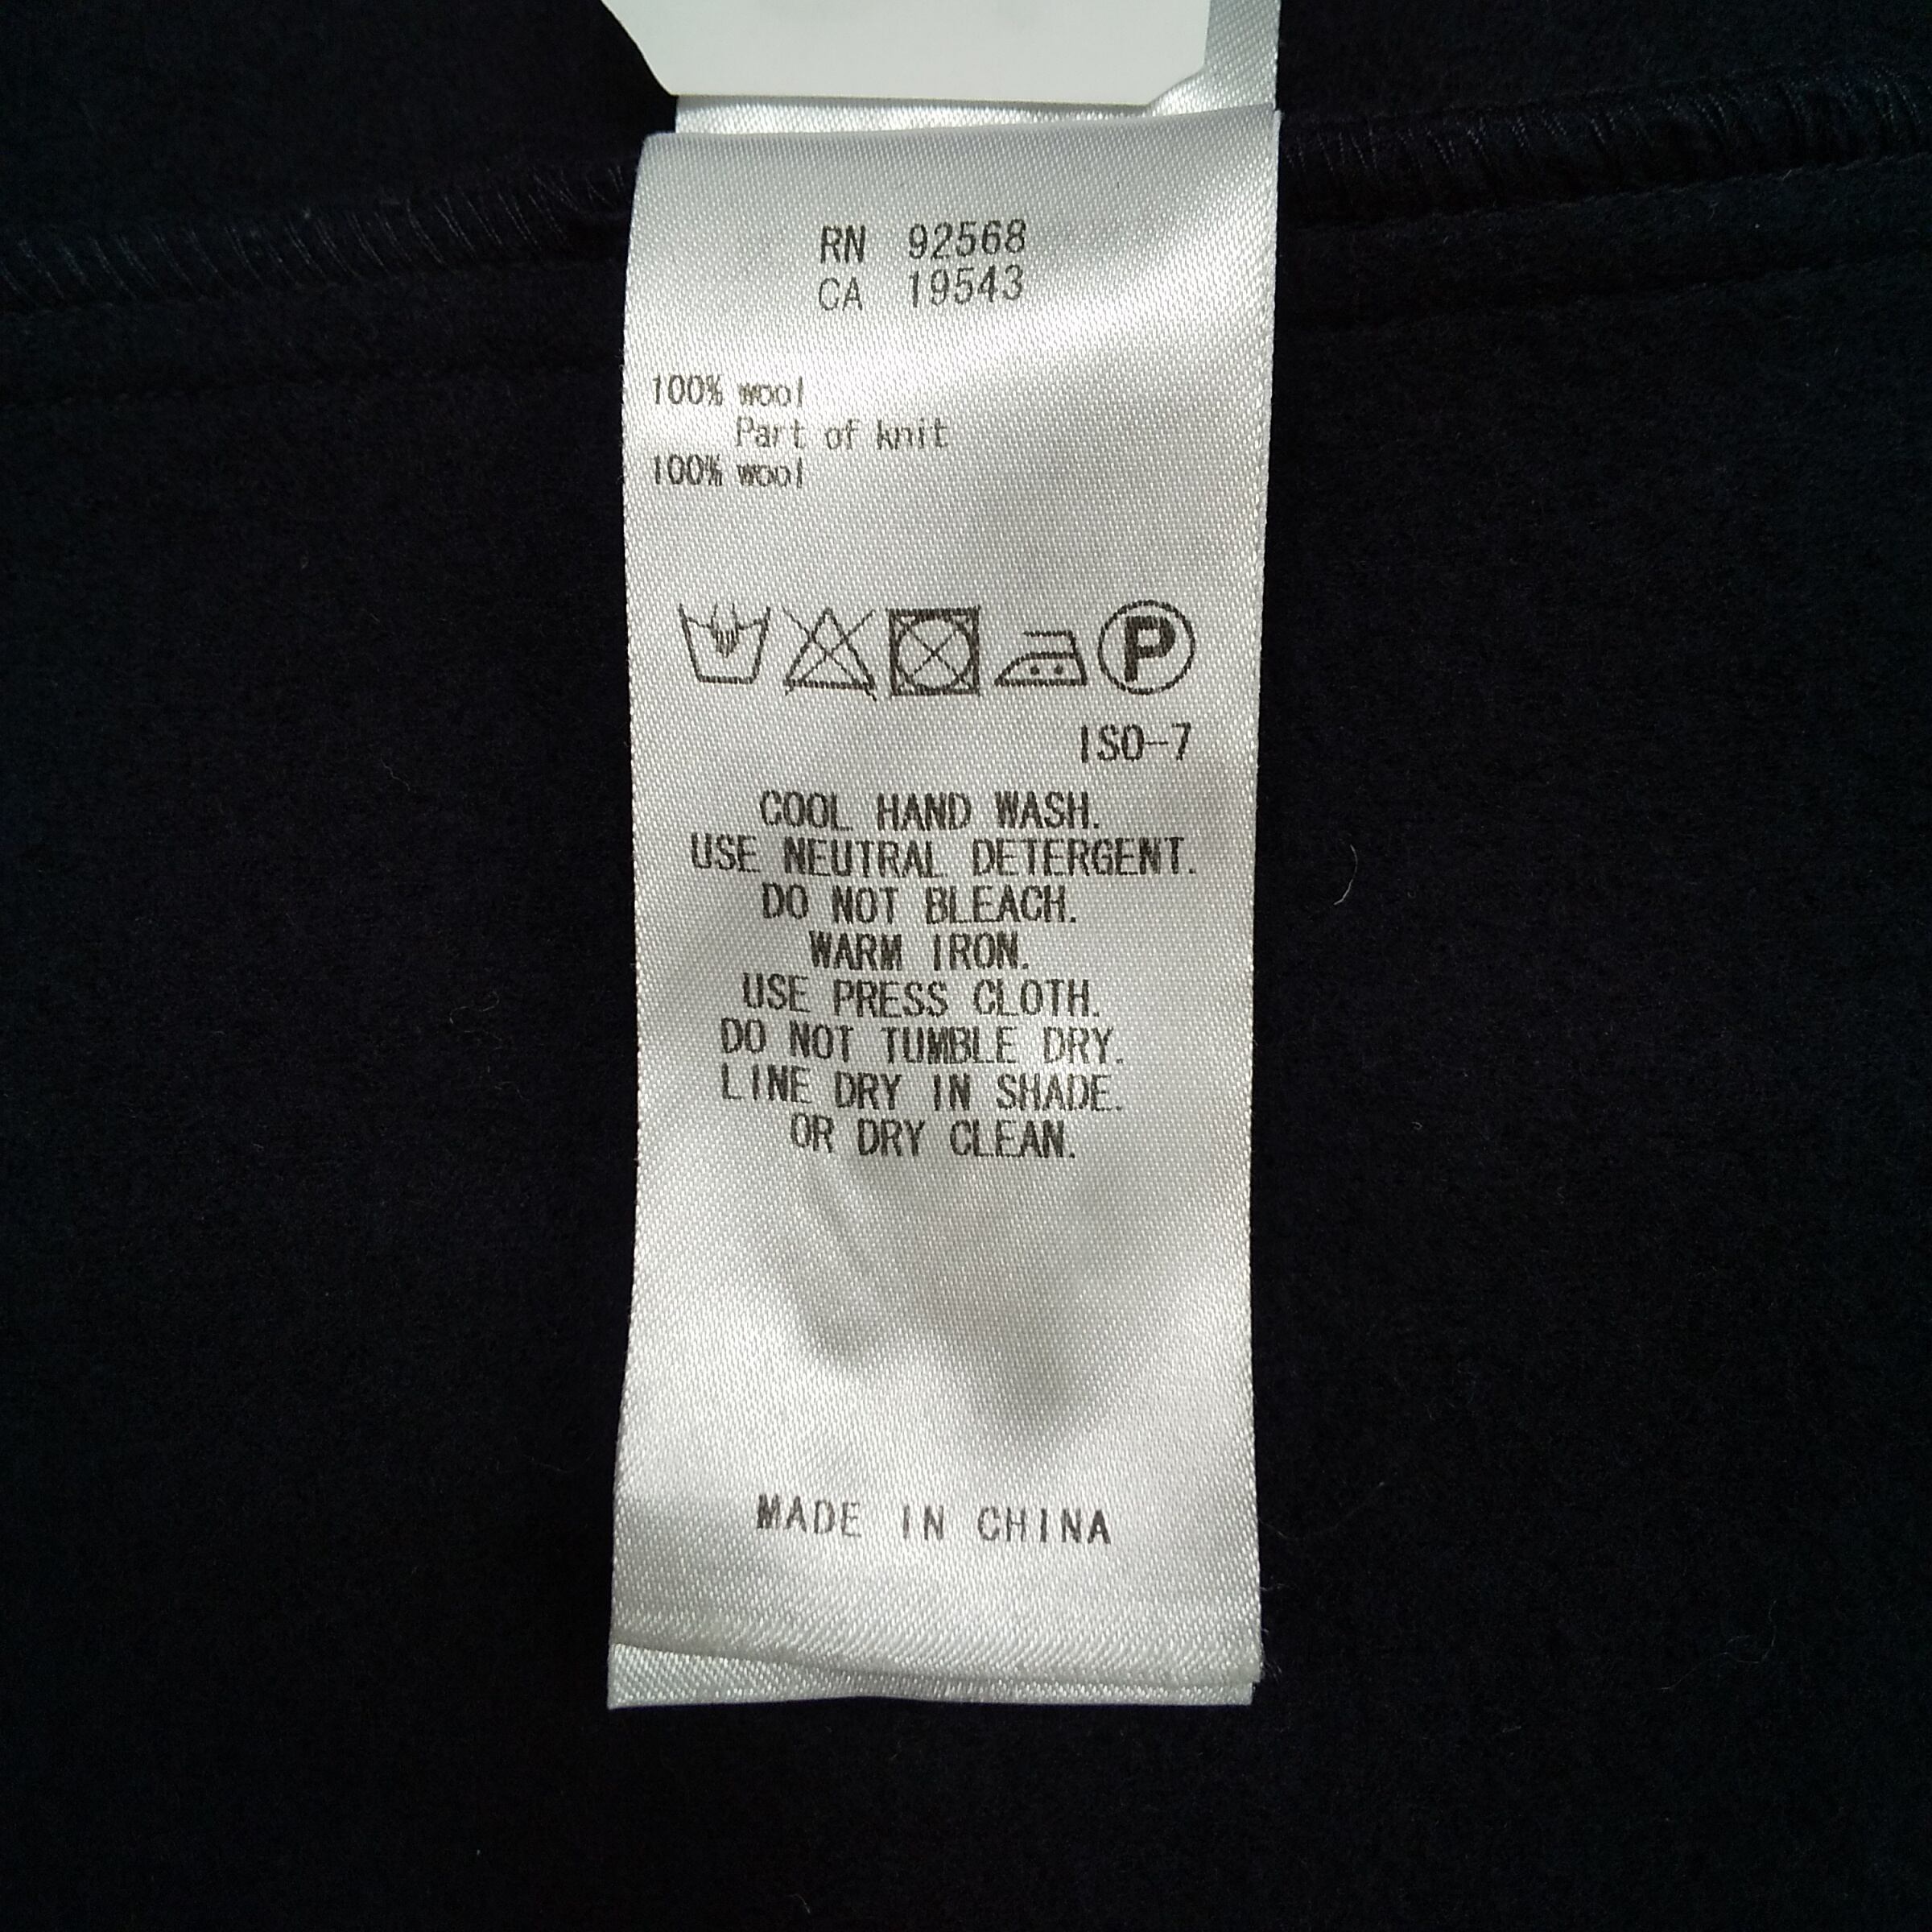 RN 92568
CA 19543
100% wool
Part of knit
100% wool
P
ISO-7
COOL HAND WASH.
USE NEUTRAL DETERGENT.
DO NOT BLEACH.
WARM IRON.
USE PRESS CLOTH.
DO NOT TUMBLE DRY.
LINE DRY IN SHADE.
OR DRY CLEAN.
MADE IN CHINA